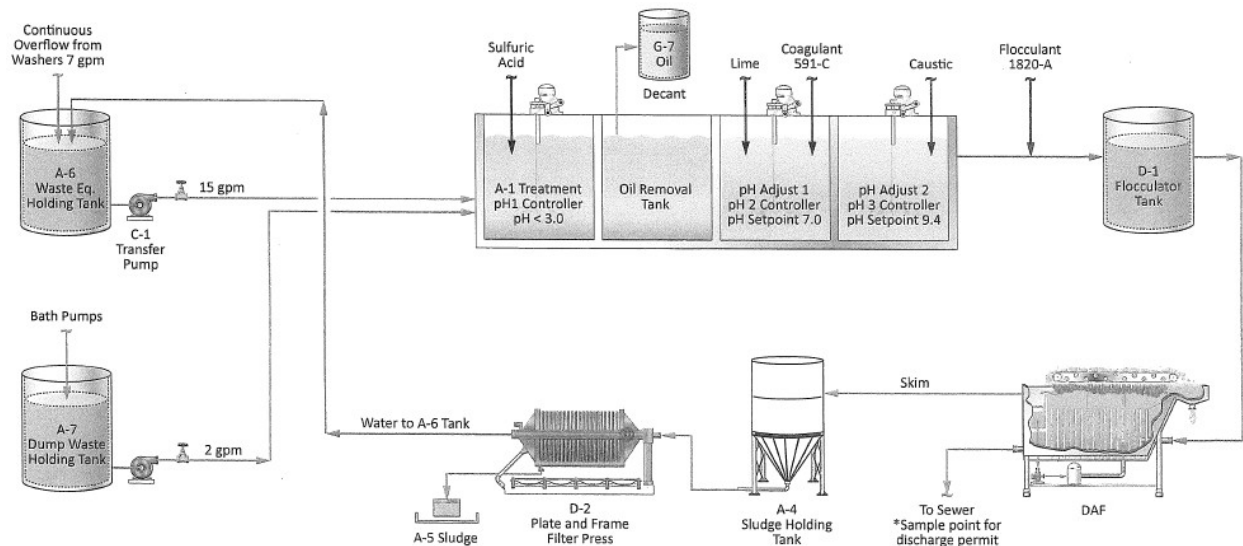 Continuous
Overflow from
Washers 7 gpm
Sulfuric
Acid
G-7
Oil
Decant
Lime
Coagulant
591-C
Caustic
Flocculant
1820-A
A-6
Waste Eq.
Holding Tank
15 gpm
C-1
Transfer
Pump
A-1 Treatment
pH1 Controller
pH < 3.0
Oil Removal
Tank
pH Adjust 1
pH 2 Controller
pH Setpoint 7.0
pH Adjust 2
pH 3 Controller
pH Setpoint 9.4
D-1
Flocculator
Tank
Bath Pumps
A-7
Dump Waste
Holding Tank
2 gpm
Water to A-6 Tank
A-5 Sludge
D-2
Plate and Frame
Filter Press
Skim
A-4
Sludge Holding
Tank
To Sewer
*Sample point for
discharge permit
DAF